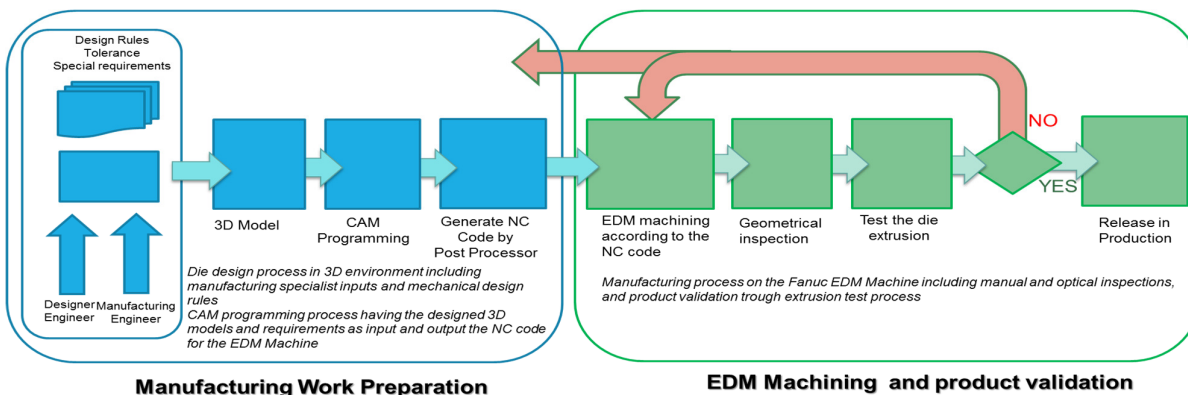 Design Rules
Tolerance
Special requirements
Designer
Engineer
Manufacturing
Engineer
3D Model
CAM
Programming
Generate NC
Code by
Post Processor
Die design process in 3D environment including
manufacturing specialist inputs and mechanical design
rules
CAM programming process having the designed 3D
models and requirements as input and output the NC code
for the EDM Machine
Manufacturing Work Preparation
NO
YES
EDM machining
according to the
NC code
Geometrical
inspection
Test the die
extrusion
Release in
Production
Manufacturing process on the Fanuc EDM Machine including manual and optical inspections,
and product validation trough extrusion test process
EDM Machining and product validation